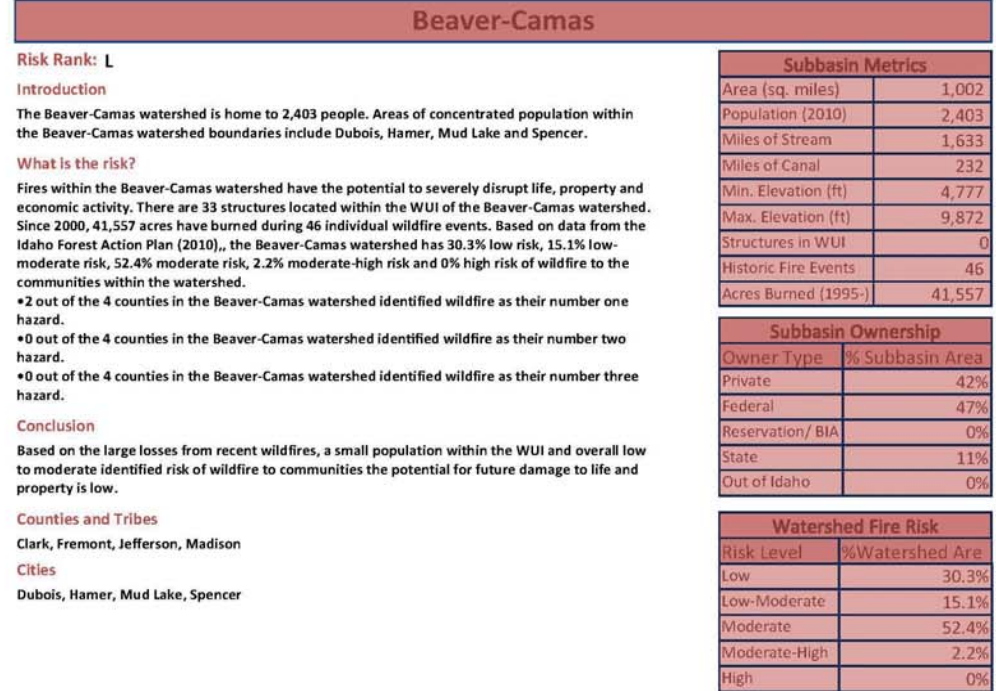 Beaver-Camas
Risk Rank: L
Introduction
The Beaver-Camas watershed is home to 2,403 people. Areas of concentrated population within
the Beaver-Camas watershed boundaries include Dubois, Hamer, Mud Lake and Spencer.
What is the risk?
Fires within the Beaver-Camas watershed have the potential to severely disrupt life, property and
economic activity. There are 33 structures located within the WUI of the Beaver-Camas watershed.
Since 2000, 41,557 acres have burned during 46 individual wildfire events. Based on data from the
Idaho Forest Action Plan (2010),, the Beaver-Camas watershed has 30.3% low risk, 15.1% low-
moderate risk, 52.4% moderate risk, 2.2% moderate-high risk and 0% high risk of wildfire to the
communities within the watershed.
•2 out of the 4 counties in the Beaver-Camas watershed identified wildfire as their number one
hazard.
•0 out of the 4 counties in the Beaver-Camas watershed identified wildfire as their number two
hazard.
•0 out of the 4 counties in the Beaver-Camas watershed identified wildfire as their number three
hazard.
Conclusion
Based on the large losses from recent wildfires, a small population within the WUI and overall low
to moderate identified risk of wildfire to communities the potential for future damage to life and
property is low.
Counties and Tribes
Clark, Fremont, Jefferson, Madison
Cities
Dubois, Hamer, Mud Lake, Spencer
Subbasin Metrics
Area (sq. miles) 1,002
Population (2010) 2,403
Miles of Stream 1,633
Miles of Canal 232
Min. Elevation (ft) 4,777
Max. Elevation (ft) 9,872
Structures in WUI 0
Historic Fire Events 46
Acres Burned (1995-) 41,557
Subbasin Ownership
Owner Type % Subbasin Area
Private 42%
Federal 47%
Reservation/ BIA 0%
State 11%
Out of Idaho 0%
Watershed Fire Risk
Risk Level %Watershed Are
Low 30.3%
Low-Moderate 15.1%
Moderate 52.4%
Moderate-High 2.2%
High 0%